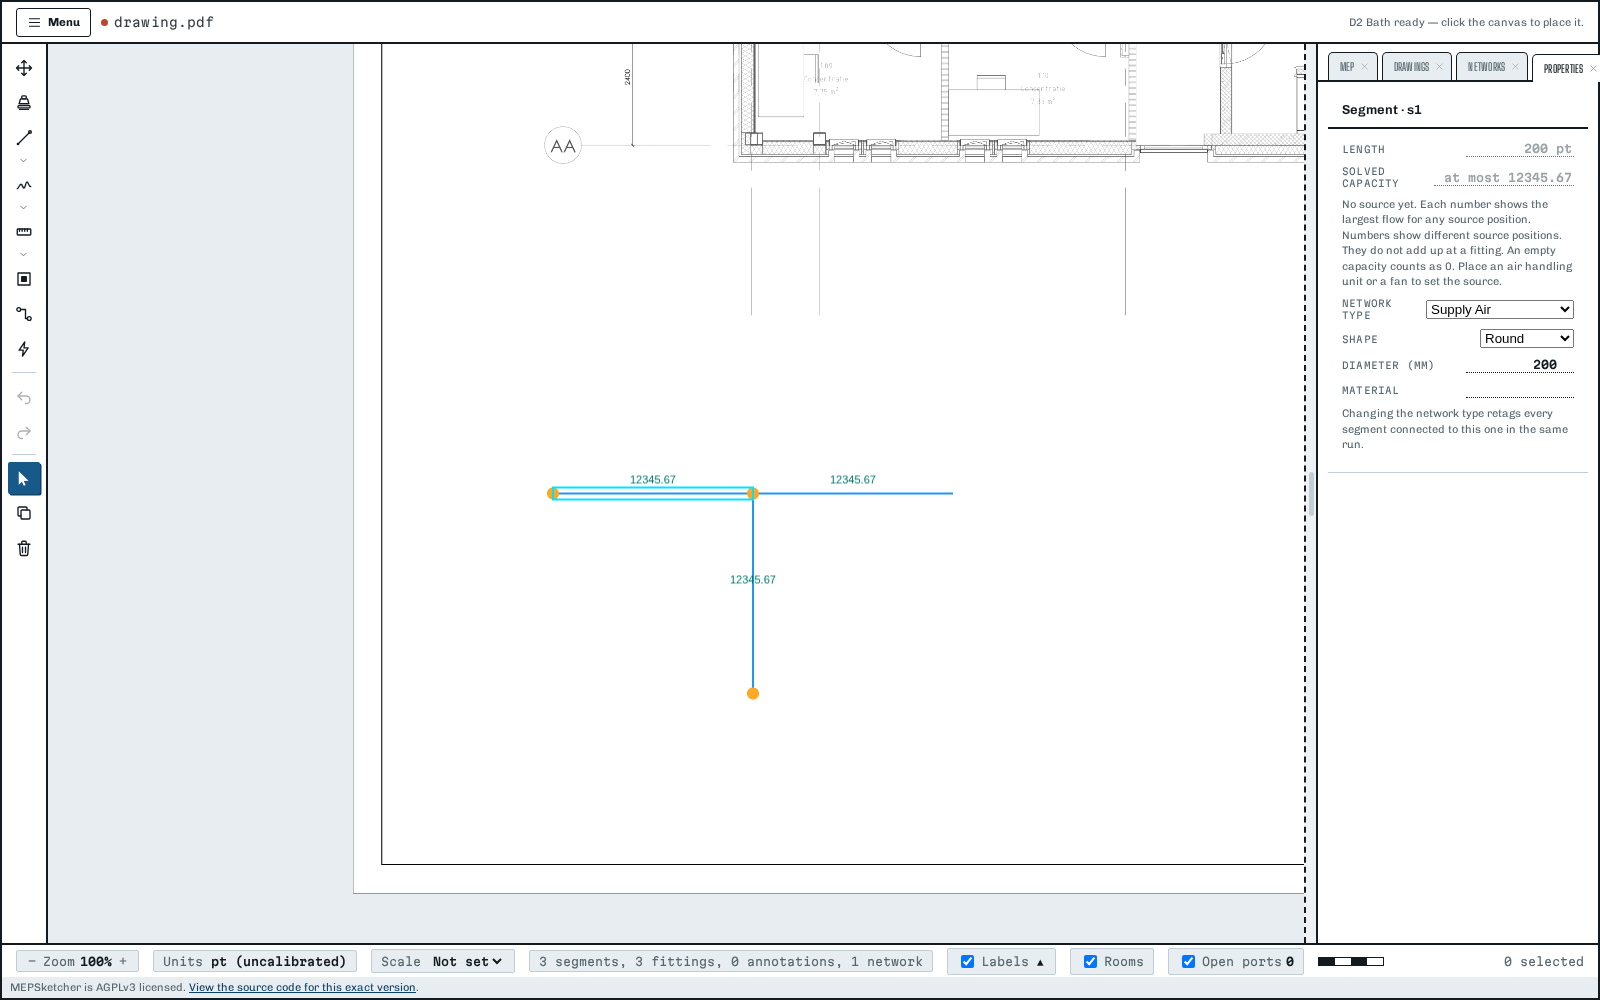 Menu
drawing.pdf
D2 Bath ready — click the canvas to place it.
MEP
DRAWINGS
NETWORKS
PROPERTIES
2400
109
Concentratie
7,75 m²
110
Concentratie
AA
Segment · s1
LENGTH 200 pt
SOLVED CAPACITY at most 12345.67
No source yet. Each number shows the
largest flow for any source position.
Numbers show different source positions.
They do not add up at a fitting. An empty
capacity counts as 0. Place an air handling
unit or a fan to set the source.
NETWORK TYPE Supply Air
SHAPE Round
DIAMETER (MM) 200
MATERIAL
Changing the network type retags every
segment connected to this one in the same
run.
12345.67
12345.67
12345.67
− Zoom 100% +
Units pt (uncalibrated)
Scale Not set
3 segments, 3 fittings, 0 annotations, 1 network
Labels ▲
Rooms
Open ports 0
0 selected
MEPSketcher is AGPLv3 licensed. View the source code for this exact version.